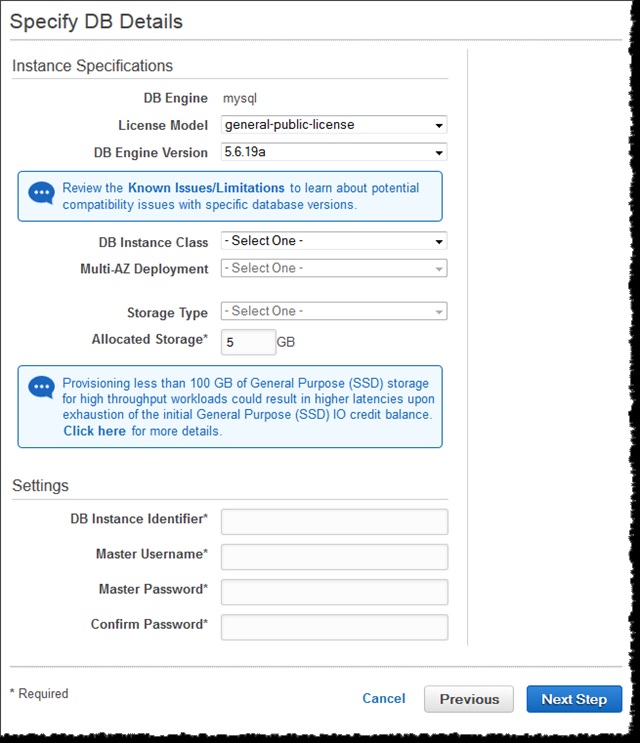 Specify DB Details
Instance Specifications
DB Engine mysql
License Model general-public-license
DB Engine Version 5.6.19a
Review the Known Issues/Limitations to learn about potential
compatibility issues with specific database versions.
DB Instance Class - Select One -
Multi-AZ Deployment - Select One -
Storage Type - Select One -
Allocated Storage* 5 GB
Provisioning less than 100 GB of General Purpose (SSD) storage
for high throughput workloads could result in higher latencies upon
exhaustion of the initial General Purpose (SSD) IO credit balance.
Click here for more details.
Settings
DB Instance Identifier*
Master Username*
Master Password*
Confirm Password*
* Required Cancel Previous Next Step